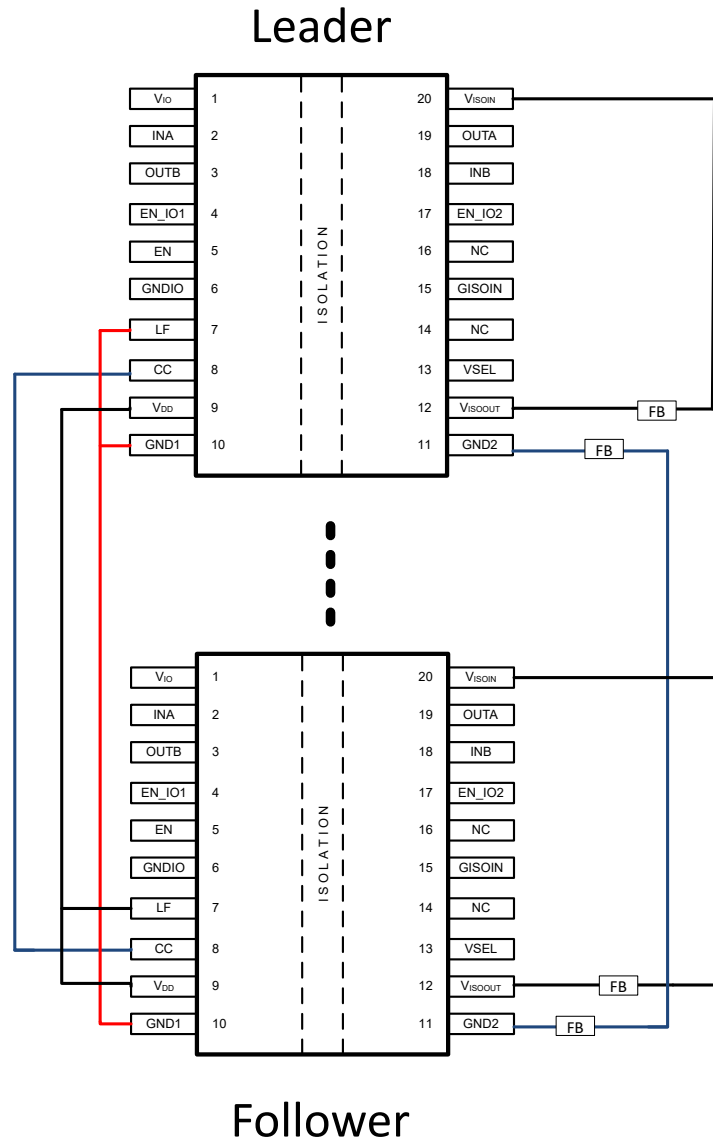 Leader
VIO 1 20 VISOIN
INA 2 19 OUTA
OUTB 3 18 INB
EN_IO1 4 17 EN_IO2
EN 5 16 NC
GNDIO 6 15 GISOIN
LF 7 14 NC
CC 8 13 VSEL
VDD 9 12 VISOOUT FB
GND1 10 11 GND2 FB
ISOLATION
VIO 1 20 VISOIN
INA 2 19 OUTA
OUTB 3 18 INB
EN_IO1 4 17 EN_IO2
EN 5 16 NC
GNDIO 6 15 GISOIN
LF 7 14 NC
CC 8 13 VSEL
VDD 9 12 VISOOUT FB
GND1 10 11 GND2 FB
ISOLATION
Follower